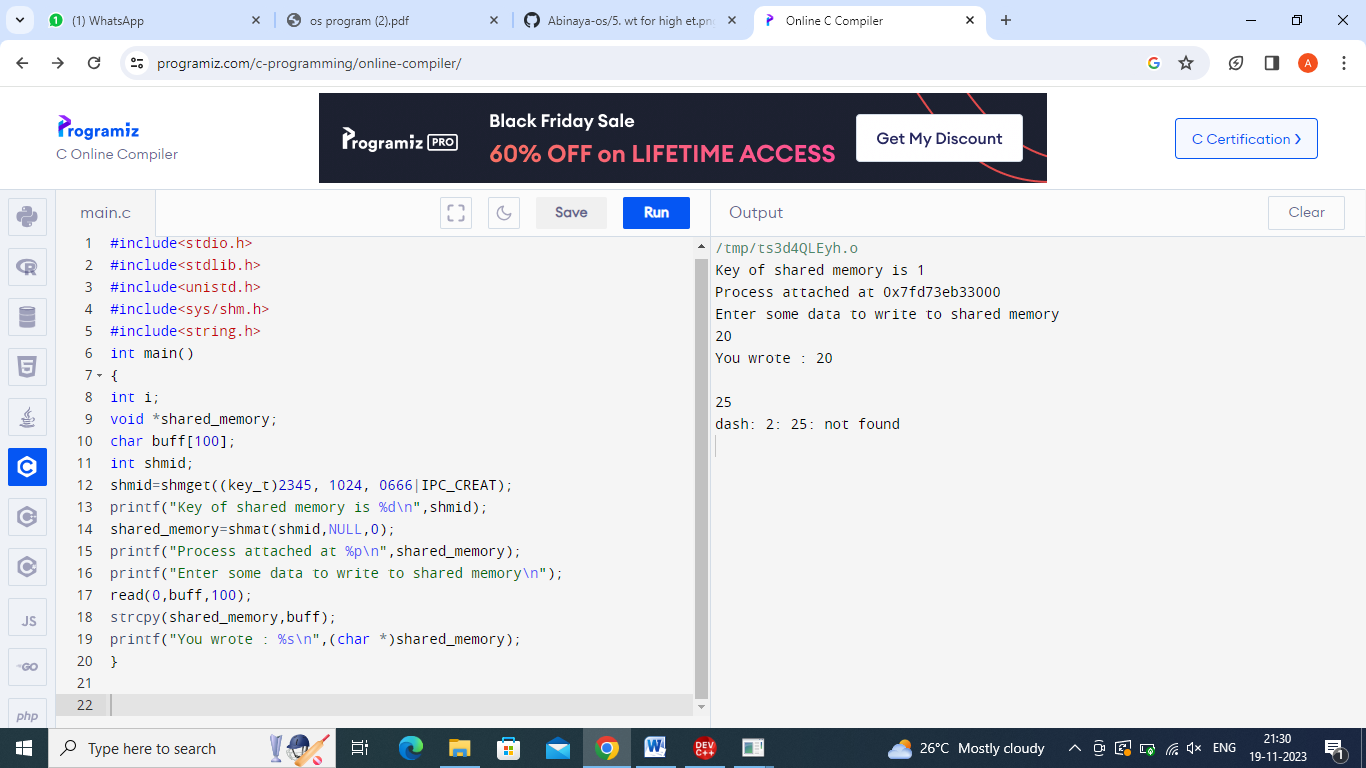 (1) WhatsApp
os program (2).pdf
Abinaya-os/5. wt for high et.pn
Online C Compiler
programiz.com/c-programming/online-compiler/
A
Programiz
C Online Compiler
Programiz PRO
Black Friday Sale
60% OFF on LIFETIME ACCESS
Get My Discount
C Certification >
main.c
Save
Run
Output
Clear
1 #include<stdio.h>
2 #include<stdlib.h>
3 #include<unistd.h>
4 #include<sys/shm.h>
5 #include<string.h>
6 int main()
7 {
8 int i;
9 void *shared_memory;
10 char buff[100];
11 int shmid;
12 shmid=shmget((key_t)2345, 1024, 0666|IPC_CREAT);
13 printf("Key of shared memory is %d\n",shmid);
14 shared_memory=shmat(shmid,NULL,0);
15 printf("Process attached at %p\n",shared_memory);
16 printf("Enter some data to write to shared memory\n");
17 read(0,buff,100);
18 strcpy(shared_memory,buff);
19 printf("You wrote : %s\n",(char *)shared_memory);
20 }
21
22
/tmp/ts3d4QLEyh.o
Key of shared memory is 1
Process attached at 0x7fd73eb33000
Enter some data to write to shared memory
20
You wrote : 20
25
dash: 2: 25: not found
JS
GO
php
Type here to search
DEV C++
26°C Mostly cloudy
ENG
21:30
19-11-2023
1